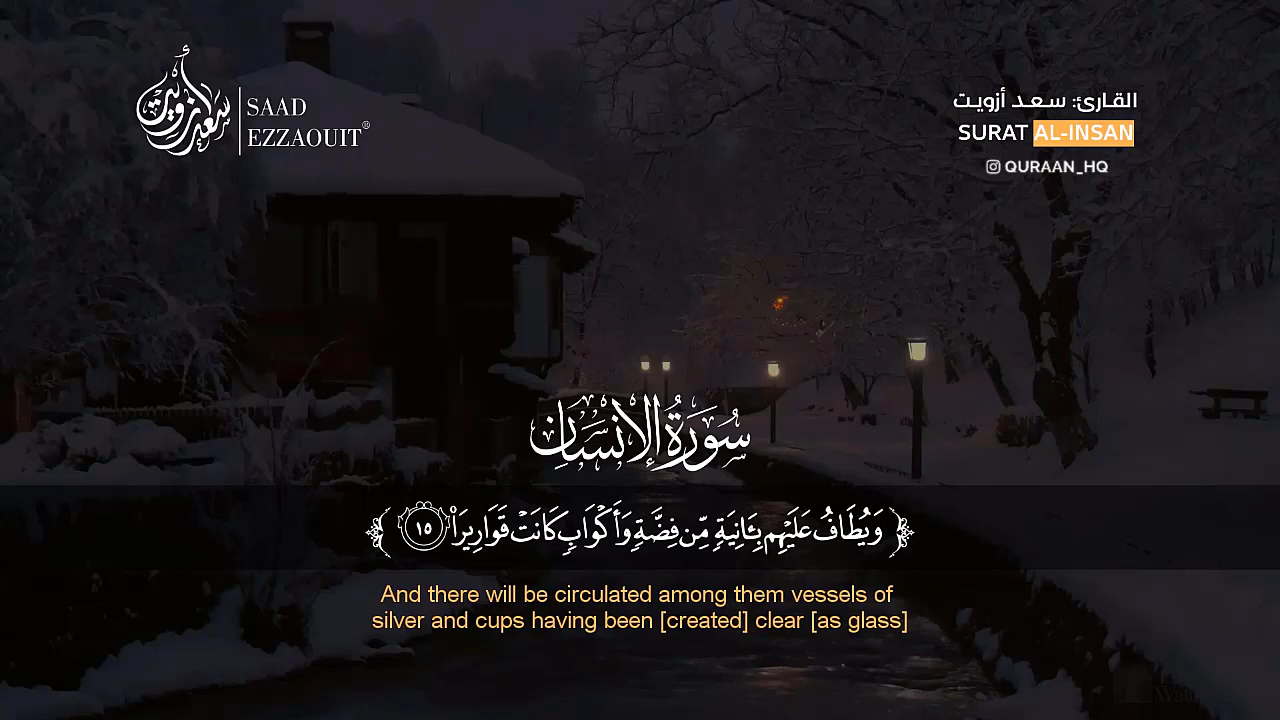 سعد أزويت
SAAD
EZZAOUIT®
القارئ: سعد أزويت
SURAT AL-INSAN
QURAAN_HQ
سُورَةُ الإِنسَانِ
وَيُطَافُ عَلَيْهِم بِـَٔانِيَةٍ مِّن فِضَّةٍ وَأَكْوَابٍ كَانَتْ قَوَارِيرَا۠ ١٥
And there will be circulated among them vessels of
silver and cups having been [created] clear [as glass]